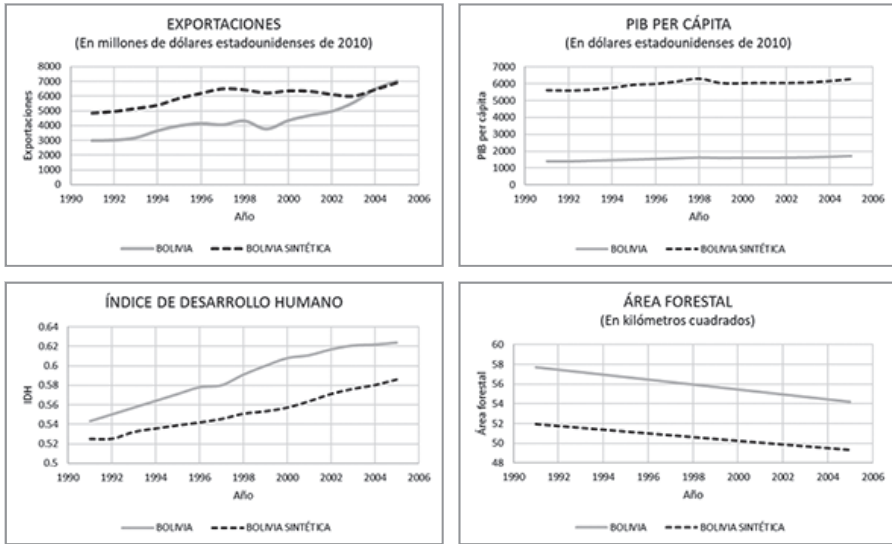 EXPORTACIONES
(En millones de dólares estadounidenses de 2010)
8000
7000
6000
5000
4000
3000
2000
1000
0
Exportaciones
1990 1992 1994 1996 1998 2000 2002 2004 2006
Año
BOLIVIA BOLIVIA SINTÉTICA
PIB PER CÁPITA
(En dólares estadounidenses de 2010)
7000
6000
5000
4000
3000
2000
1000
0
PIB per cápita
1990 1992 1994 1996 1998 2000 2002 2004 2006
Año
BOLIVIA BOLIVIA SINTÉTICA
ÍNDICE DE DESARROLLO HUMANO
0.64
0.62
0.6
0.58
0.56
0.54
0.52
0.5
IDH
1990 1992 1994 1996 1998 2000 2002 2004 2006
Año
BOLIVIA BOLIVIA SINTÉTICA
ÁREA FORESTAL
(En kilómetros cuadrados)
60
58
56
54
52
50
48
Área forestal
1990 1992 1994 1996 1998 2000 2002 2004 2006
Año
BOLIVIA BOLIVIA SINTÉTICA